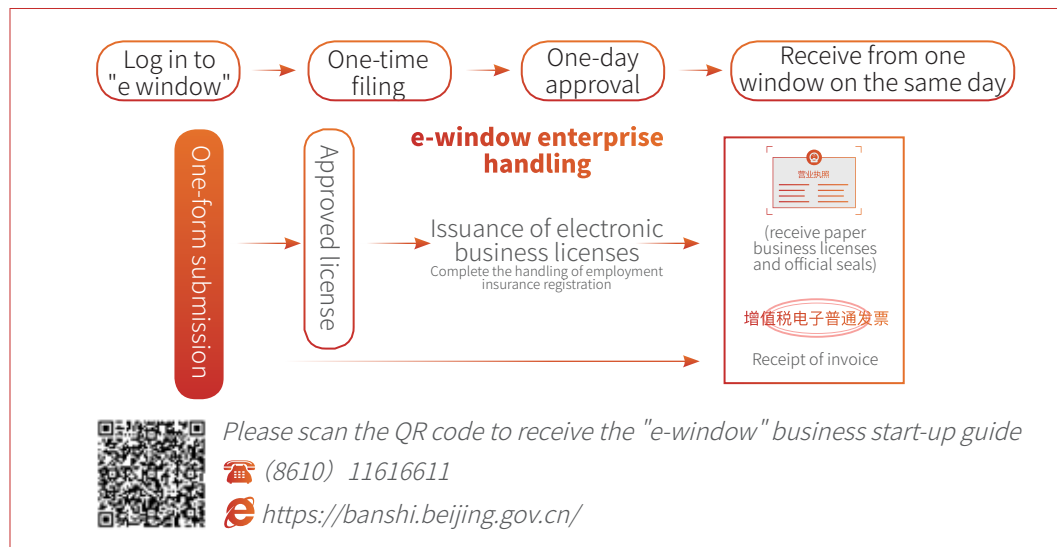 Log in to
"e window"
One-time
filing
One-day
approval
Receive from one
window on the same day
One-form submission
Approved license
e-window enterprise
handling
Issuance of electronic
business licenses
Complete the handling of employment
insurance registration
营业执照
(receive paper
business licenses
and official seals)
增值税电子普通发票
Receipt of invoice
Please scan the QR code to receive the "e-window" business start-up guide
（8610）11616611
https://banshi.beijing.gov.cn/